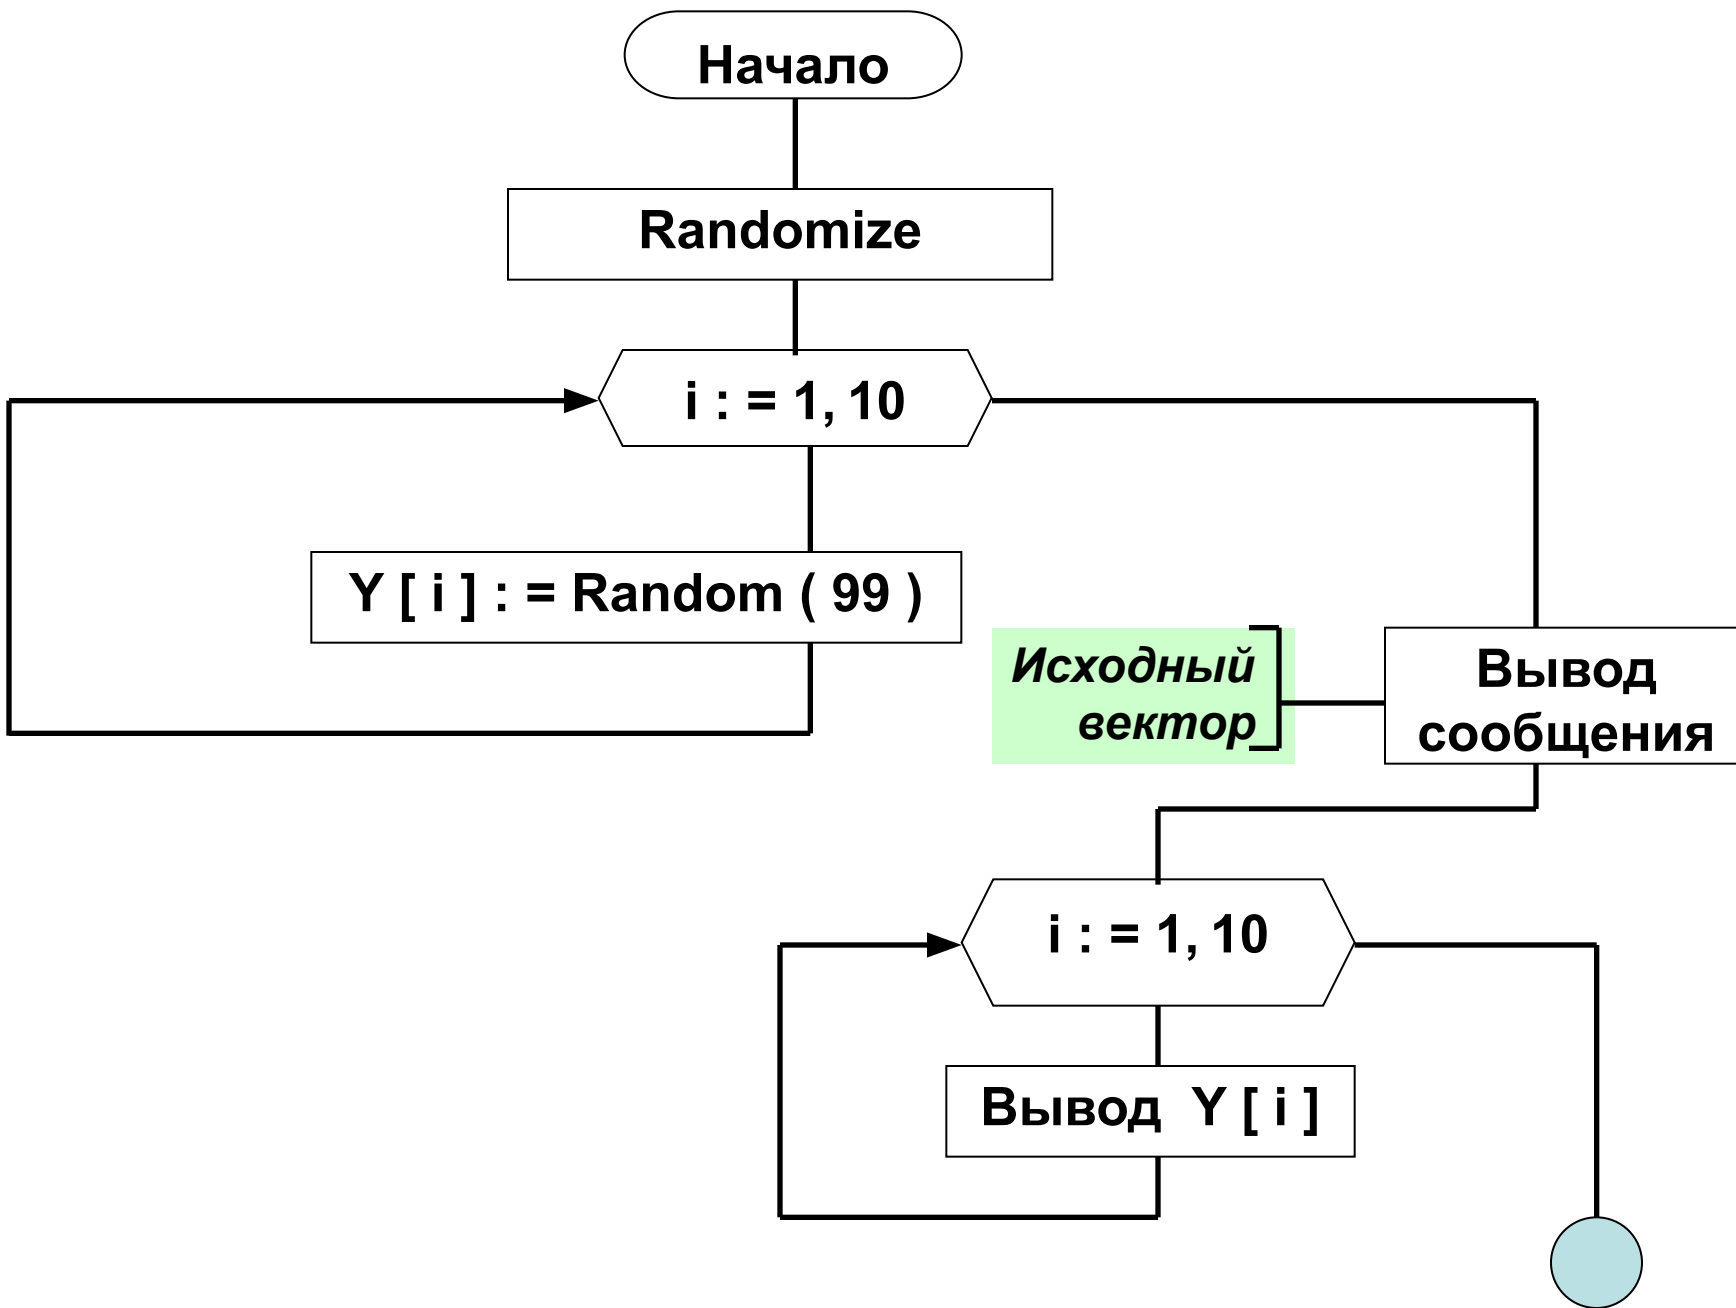 Начало
Randomize
i : = 1, 10
Y [ i ] : = Random ( 99 )
Исходный
вектор
Вывод
сообщения
i : = 1, 10
Вывод Y [ i ]